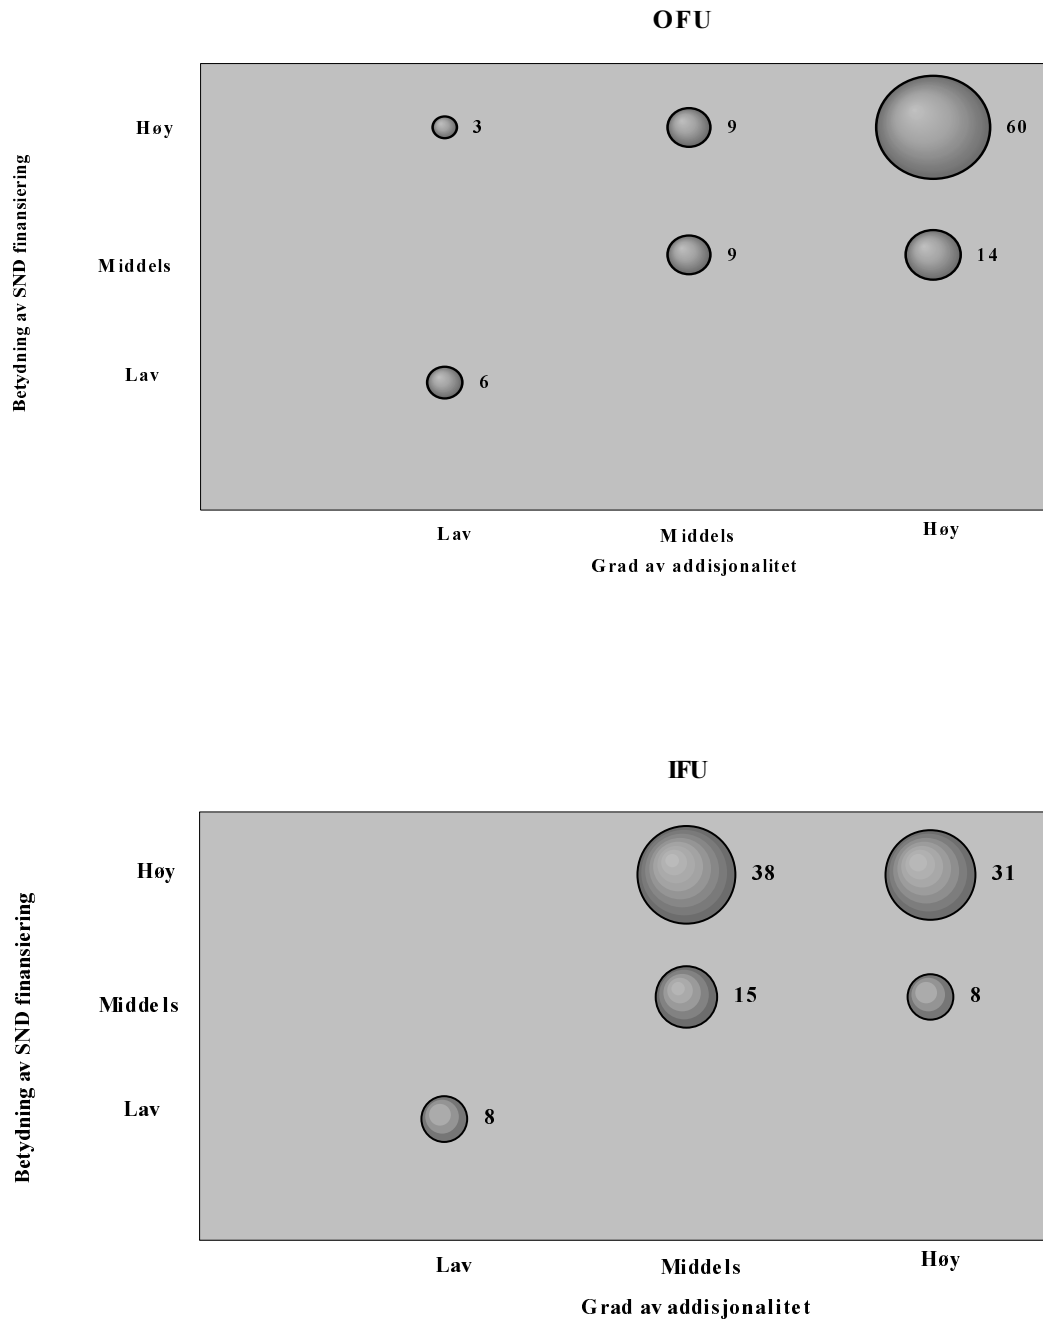 OFU
Betydning av SND finansiering
Høy
3
9
60
Middels
9
14
Lav
6
Lav
Middels
Høy
Grad av addisjonalitet
IFU
Betydning av SND finansiering
Høy
38
31
Middels
15
8
Lav
8
Lav
Middels
Høy
Grad av addisjonalitet